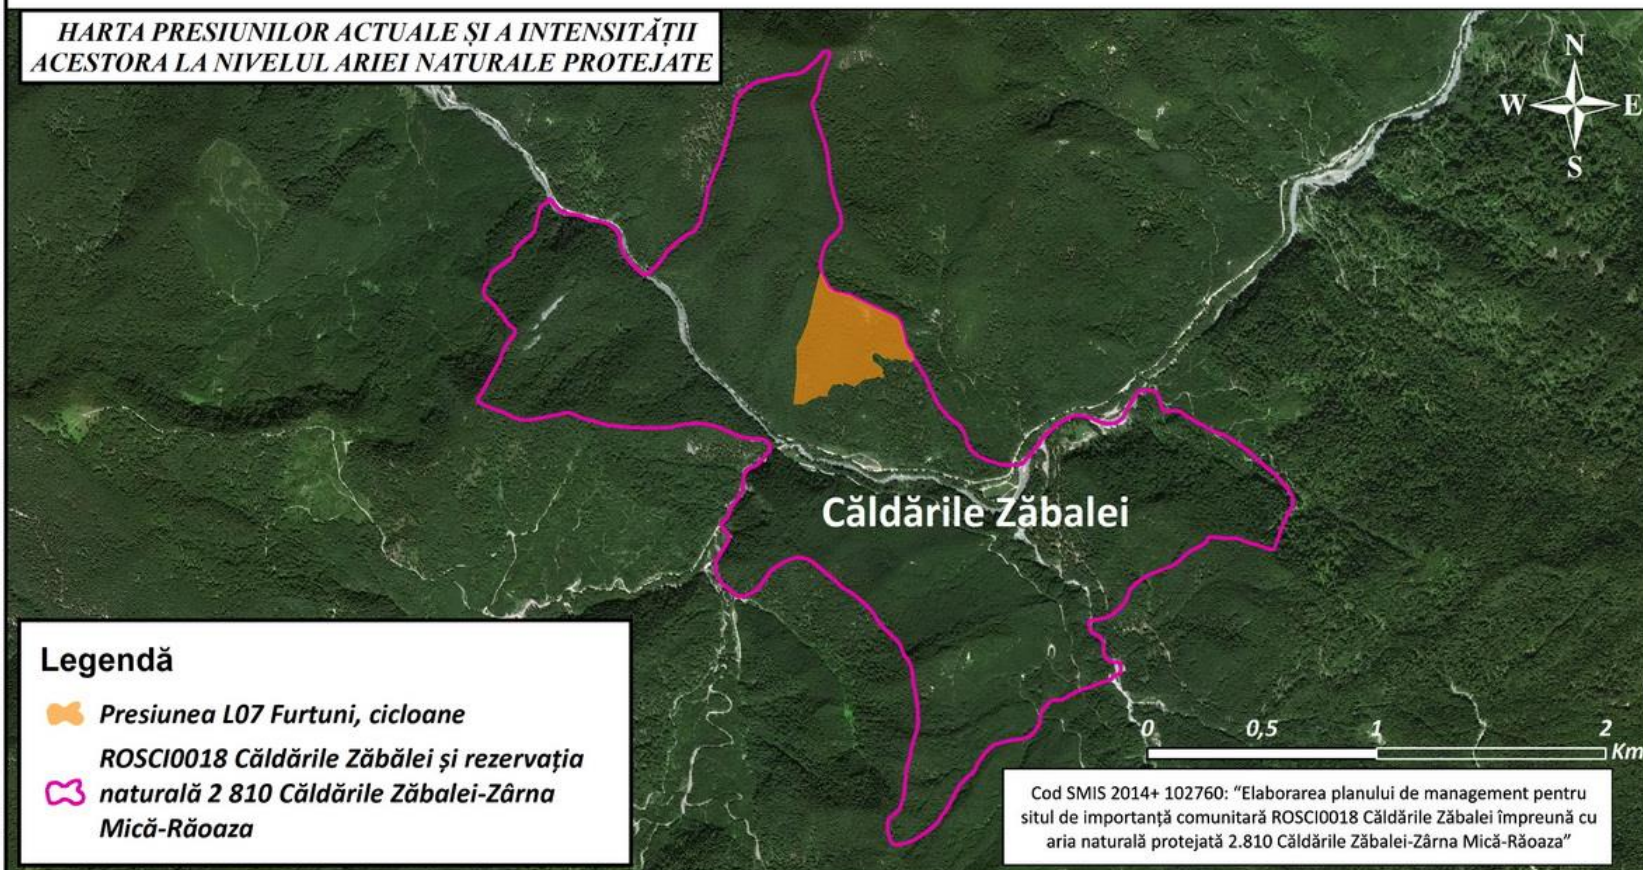 HARTA PRESIUNILOR ACTUALE ȘI A INTENSITĂȚII
ACESTORA LA NIVELUL ARIEI NATURALE PROTEJATE
N
W E
S
Căldările Zăbalei
Legendă
Presiunea L07 Furtuni, cicloane
ROSCI0018 Căldările Zăbălei și rezervația
naturală 2 810 Căldările Zăbalei-Zârna
Mică-Răoaza
0 0,5 1 2
Km
Cod SMIS 2014+ 102760: “Elaborarea planului de management pentru
situl de importanță comunitară ROSCI0018 Căldările Zăbalei împreună cu
aria naturală protejată 2.810 Căldările Zăbalei-Zârna Mică-Răoaza”